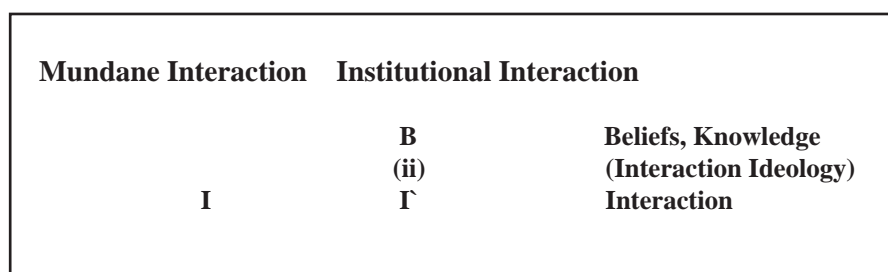 Mundane Interaction Institutional Interaction
B Beliefs, Knowledge
(ii) (Interaction Ideology)
I I` Interaction